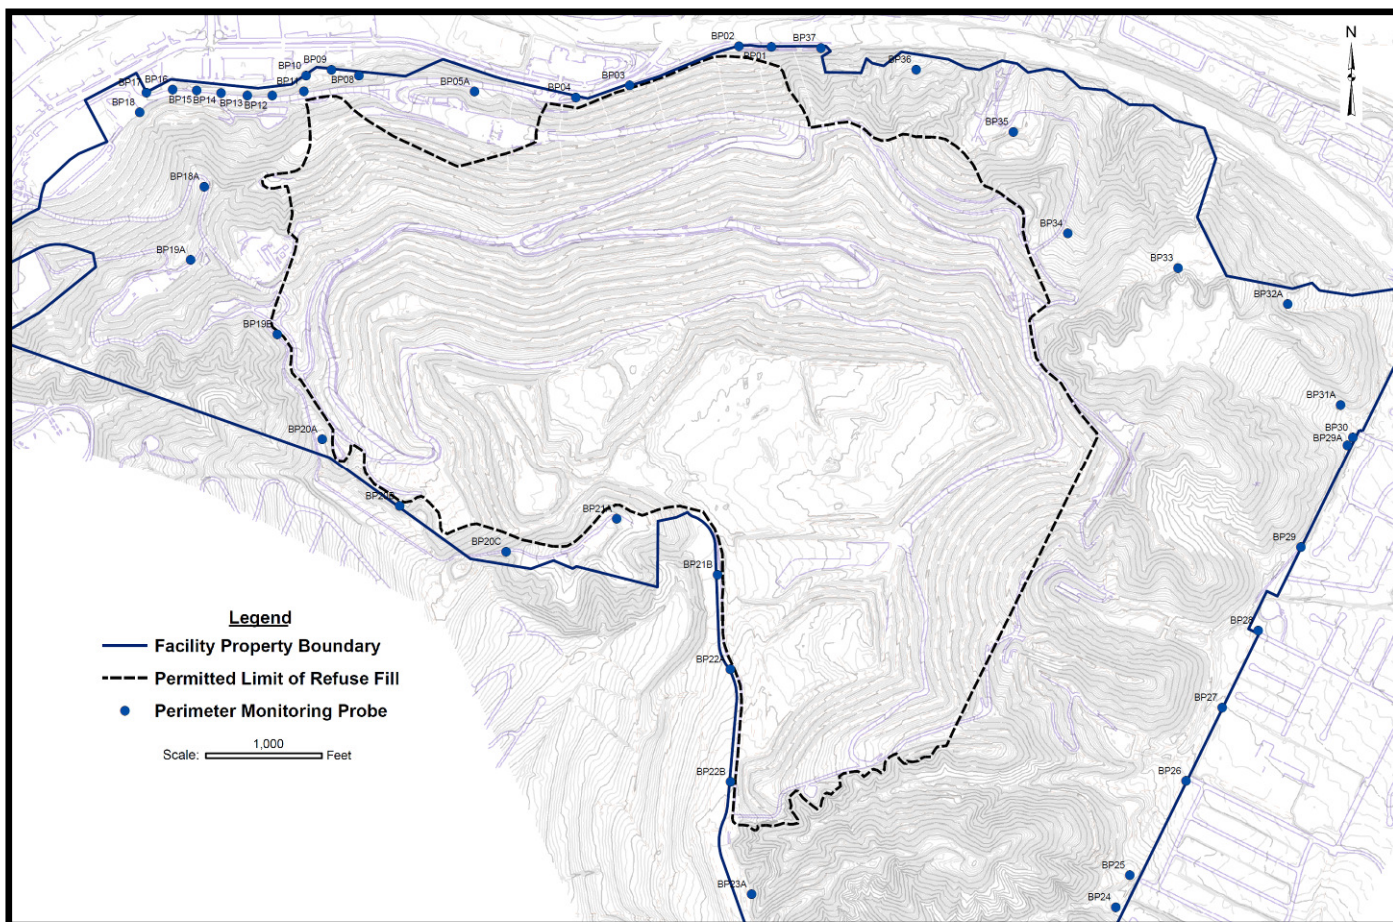 BP02
BP37
N
BP01
BP10
BP09
BP36
BP17
BP16
BP11
BP08
BP05A
BP03
BP15
BP14
BP13
BP12
BP04
BP18
BP35
BP18A
BP34
BP19A
BP33
BP32A
BP19B
BP31A
BP20A
BP30
BP29A
BP20B
BP21A
BP20C
BP29
BP21B
Legend
BP28
Facility Property Boundary
BP22A
Permitted Limit of Refuse Fill
BP27
Perimeter Monitoring Probe
1,000
Scale: Feet
BP22B
BP26
BP25
BP23A
BP24